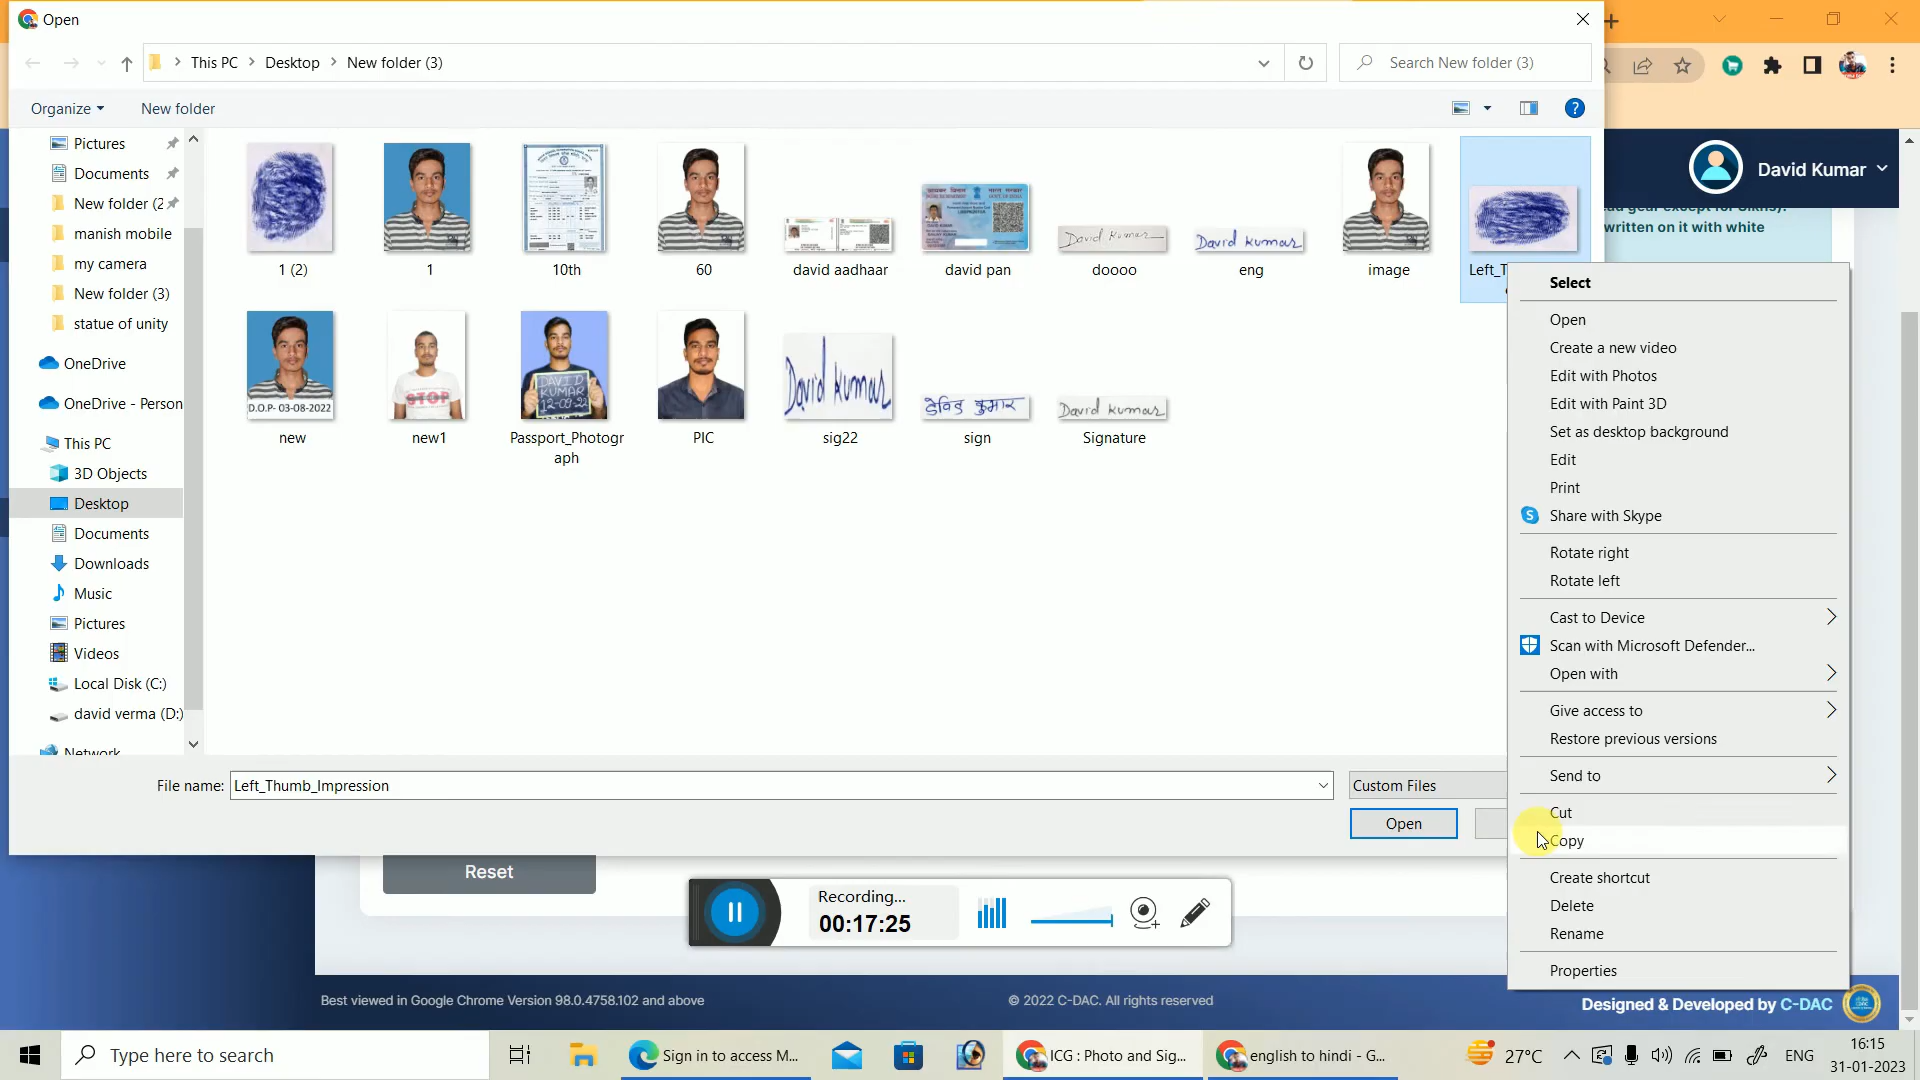 Open
This PC
Desktop
New folder (3)
Search New folder (3)
Organize
New folder
David Kumar
written on it with white
Pictures
Documents
New folder (2
manish mobile
my camera
New folder (3)
statue of unity
OneDrive
OneDrive - Person
This PC
3D Objects
Desktop
Documents
Downloads
Music
Pictures
Videos
Local Disk (C:)
david verma (D:)
Network
1 (2)
1
10th
60
david aadhaar
david pan
doooo
eng
image
Left_T
David Kumar
David Kumar
D.O.P- 03-08-2022
STOP
DAVID
KUMAR
David Kumar
डेविड कुमार
David Kumar
new
new1
Passport_Photogr
aph
PIC
sig22
sign
Signature
Select
Open
Create a new video
Edit with Photos
Edit with Paint 3D
Set as desktop background
Edit
Print
Share with Skype
Rotate right
Rotate left
Cast to Device
Scan with Microsoft Defender...
Open with
Give access to
Restore previous versions
Send to
Cut
Copy
Create shortcut
Delete
Rename
Properties
File name:
Left_Thumb_Impression
Custom Files
Open
Reset
Recording...
00:17:25
Best viewed in Google Chrome Version 98.0.4758.102 and above
© 2022 C-DAC. All rights reserved
Designed & Developed by C-DAC
Type here to search
Sign in to access M...
ICG : Photo and Sig...
english to hindi - G...
27°C
ENG
16:15
31-01-2023